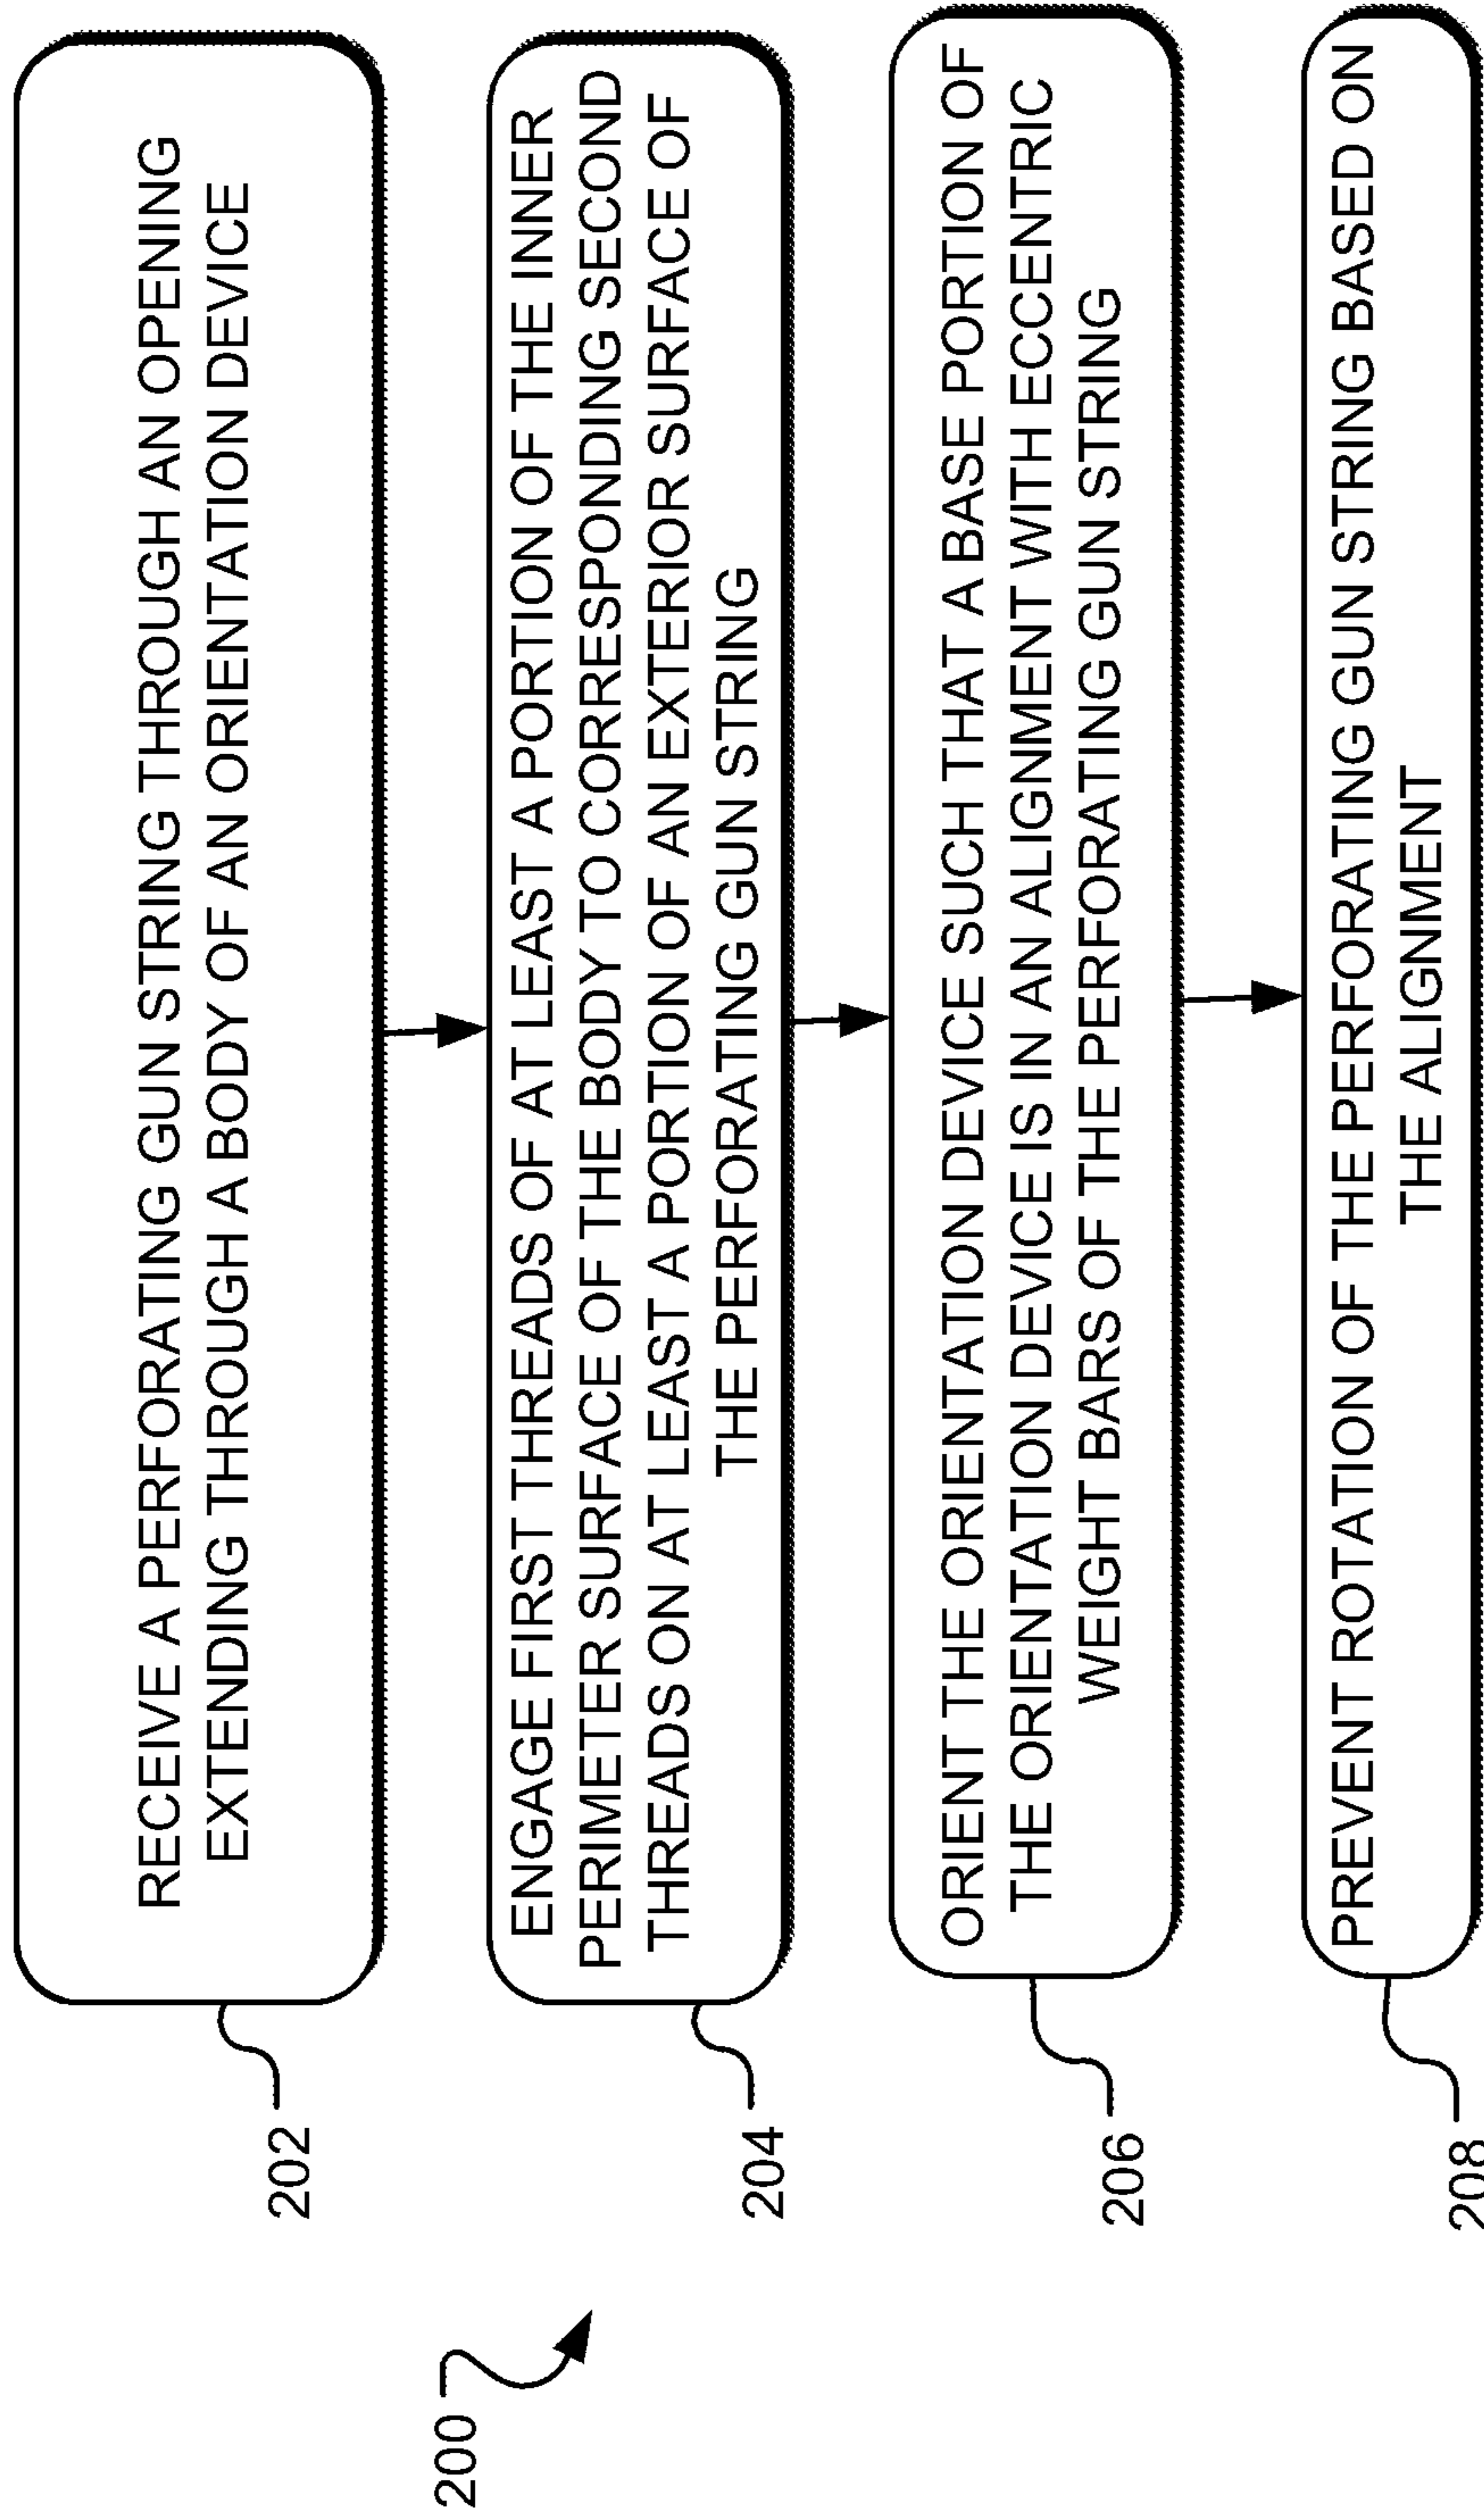 200
202
RECEIVE A PERFORATING GUN STRING THROUGH AN OPENING
EXTENDING THROUGH A BODY OF AN ORIENTATION DEVICE
204
ENGAGE FIRST THREADS OF AT LEAST A PORTION OF THE INNER
PERIMETER SURFACE OF THE BODY TO CORRESPONDING SECOND
THREADS ON AT LEAST A PORTION OF AN EXTERIOR SURFACE OF
THE PERFORATING GUN STRING
206
ORIENT THE ORIENTATION DEVICE SUCH THAT A BASE PORTION OF
THE ORIENTATION DEVICE IS IN AN ALIGNMENT WITH ECCENTRIC
WEIGHT BARS OF THE PERFORATING GUN STRING
208
PREVENT ROTATION OF THE PERFORATING GUN STRING BASED ON
THE ALIGNMENT